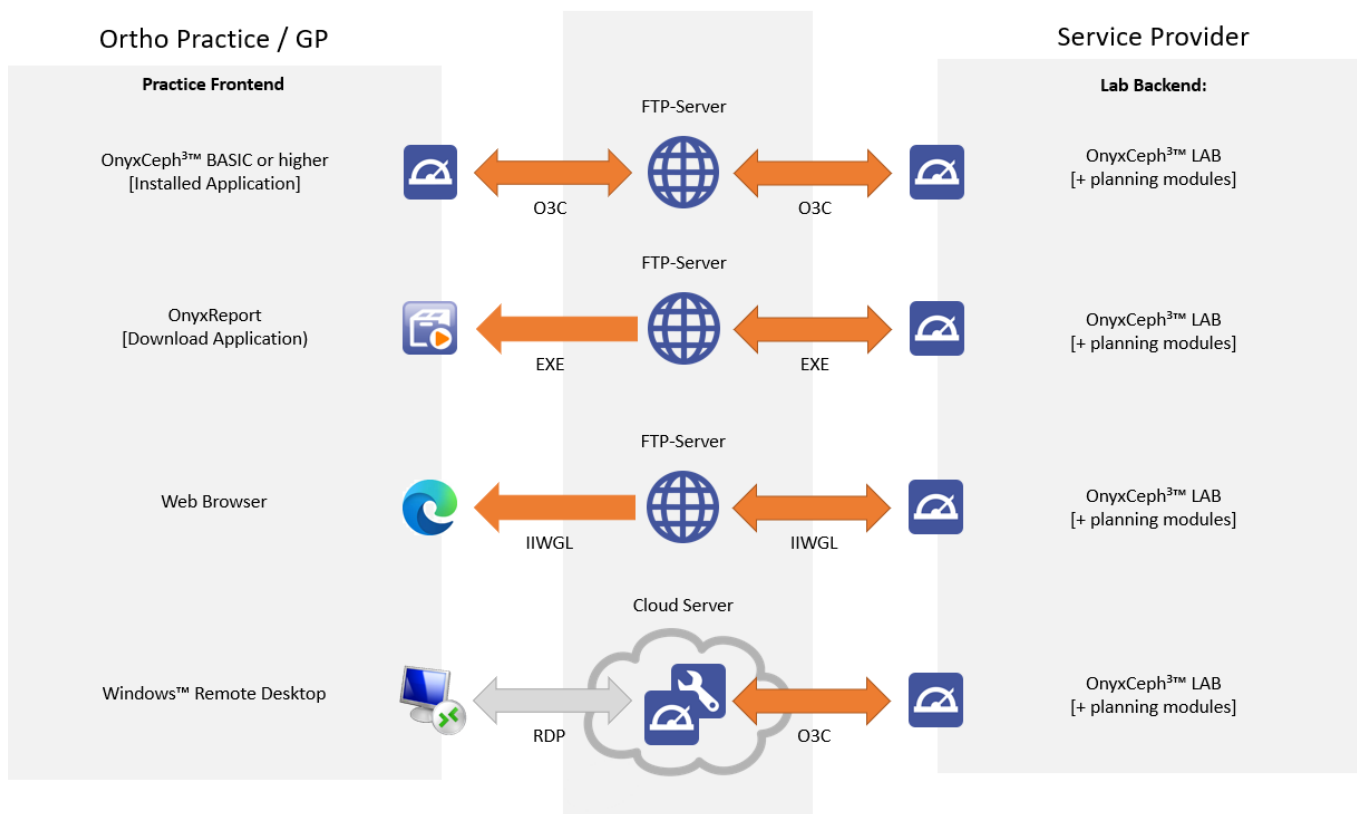 Ortho Practice / GP
Service Provider
Practice Frontend
Lab Backend:
FTP-Server
OnyxCeph³™ BASIC or higher
[Installed Application]
O3C
O3C
OnyxCeph³™ LAB
[+ planning modules]
FTP-Server
OnyxReport
[Download Application)
EXE
EXE
OnyxCeph³™ LAB
[+ planning modules]
FTP-Server
Web Browser
IIWGL
IIWGL
OnyxCeph³™ LAB
[+ planning modules]
Cloud Server
Windows™ Remote Desktop
RDP
O3C
OnyxCeph³™ LAB
[+ planning modules]